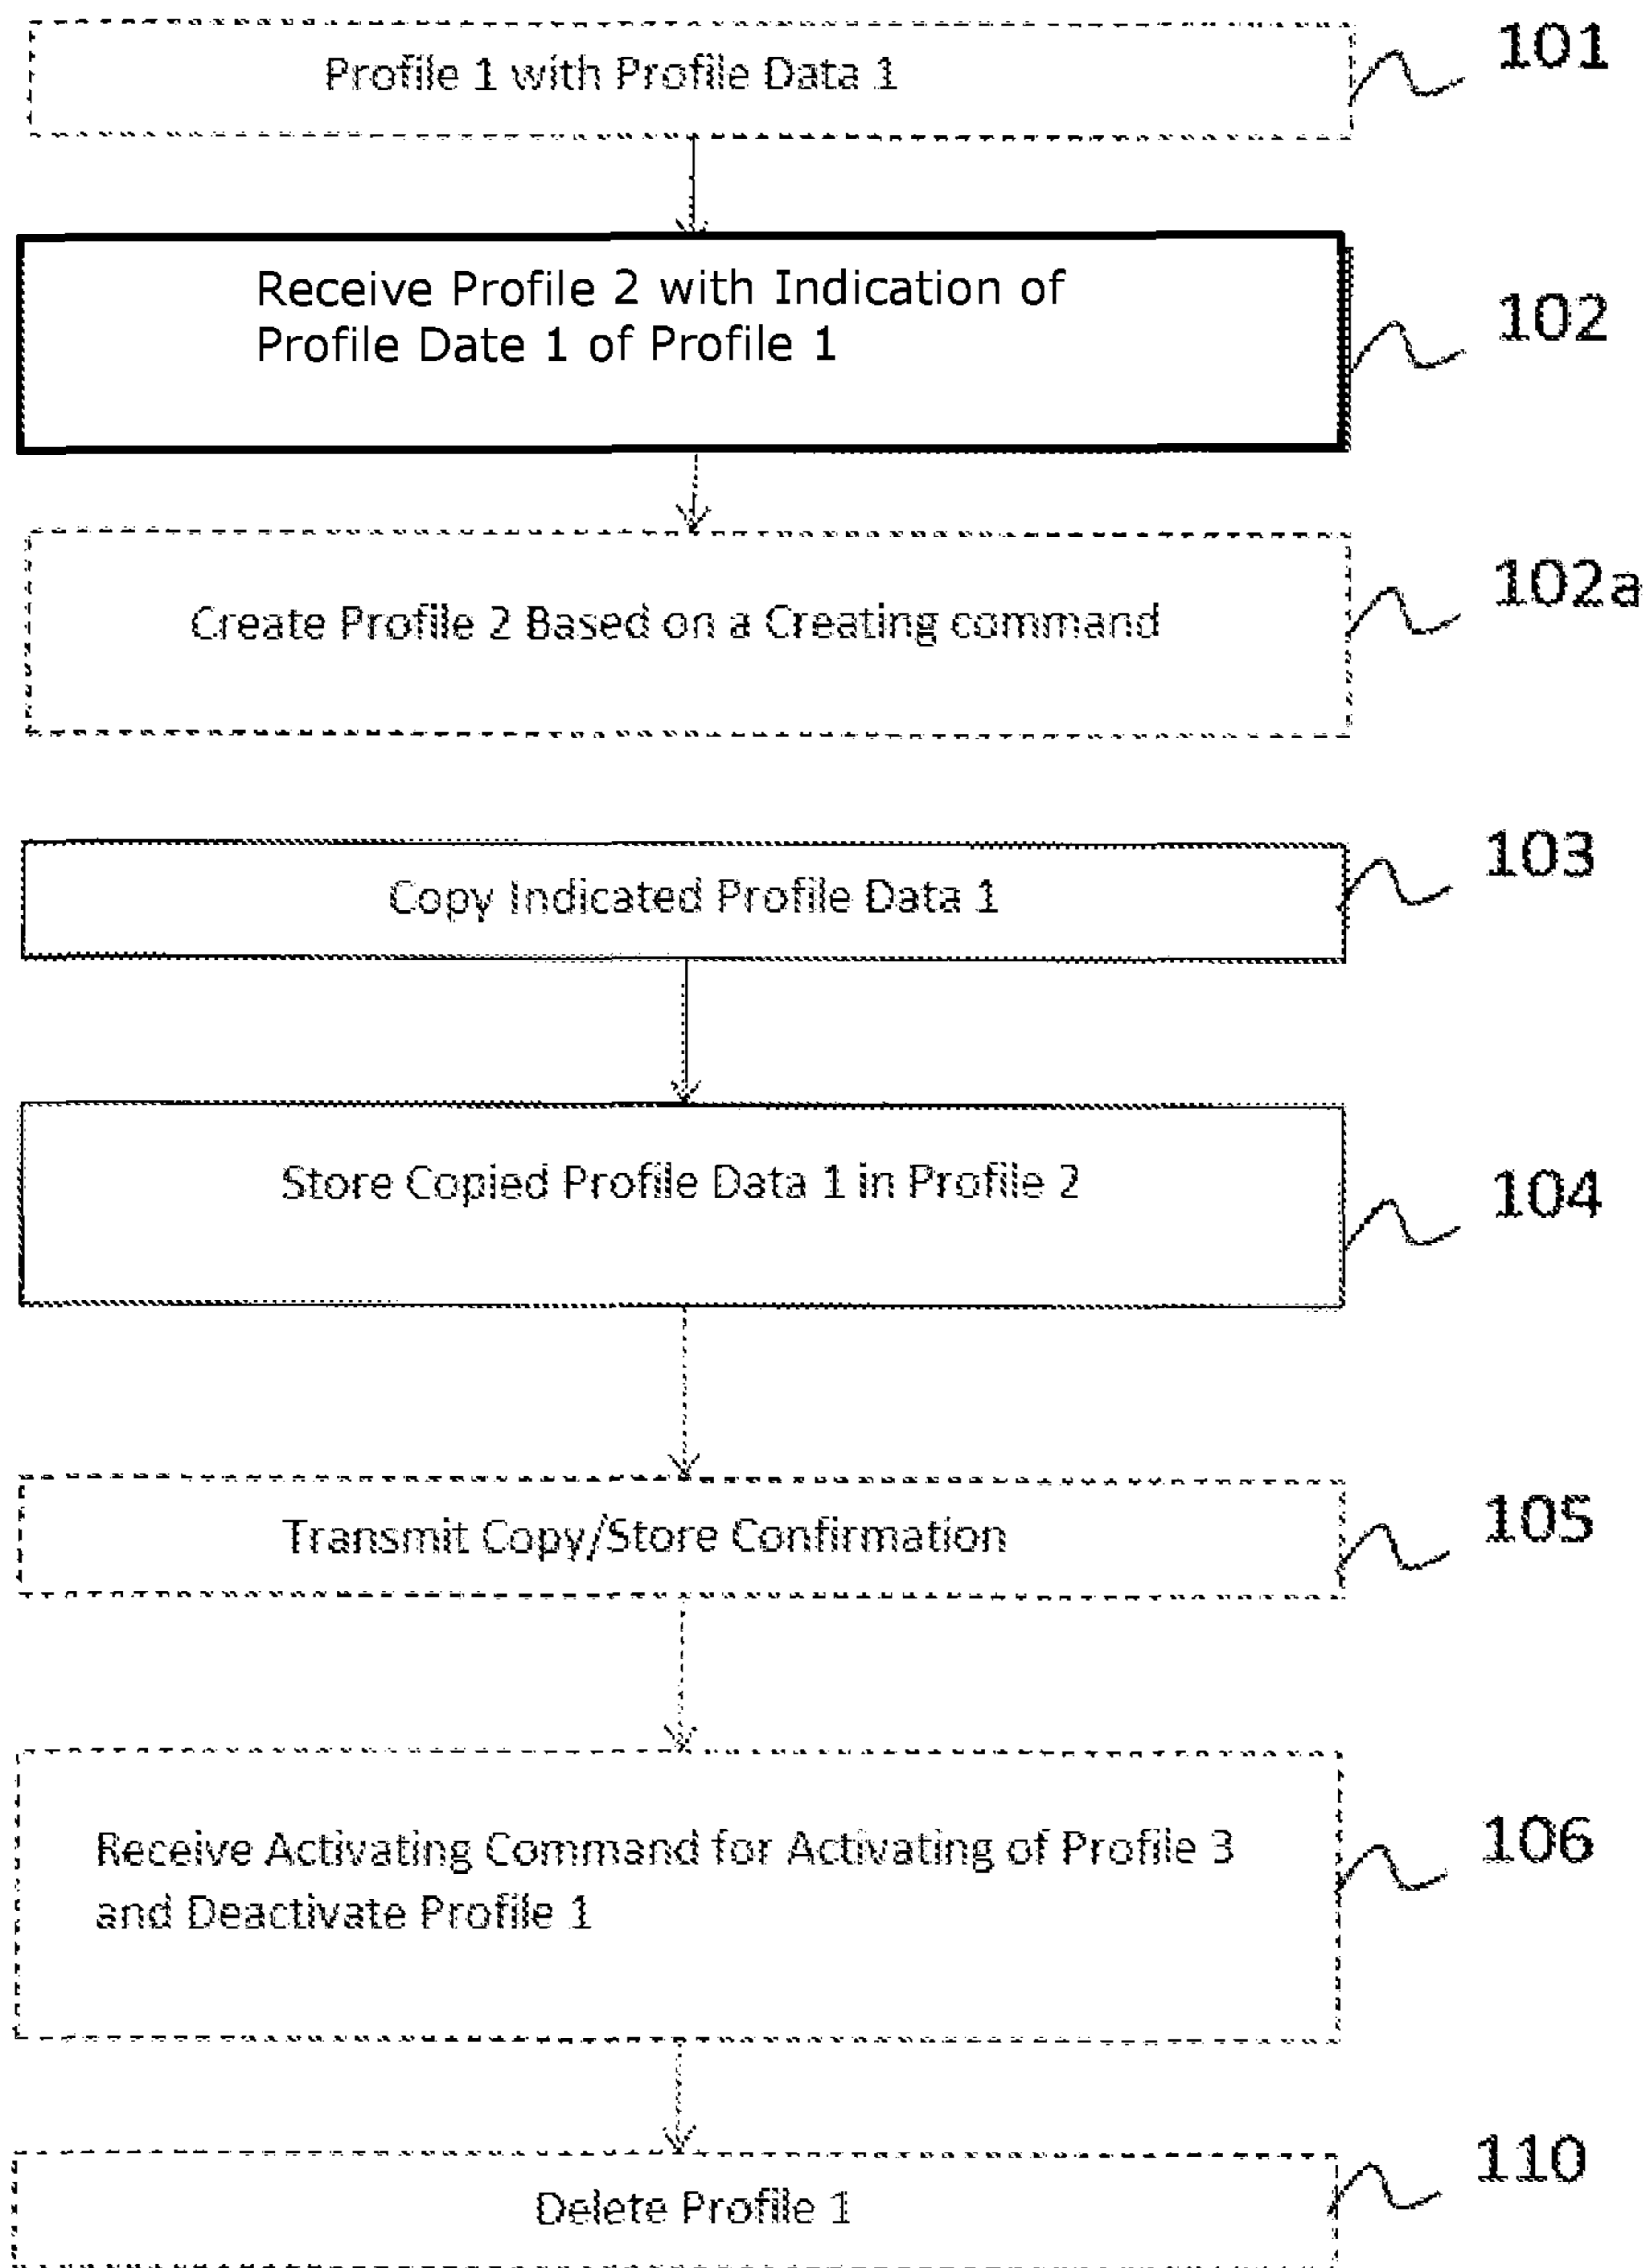 Profile 1 with Profile Data 1
101
Receive Profile 2 with Indication of
Profile Date 1 of Profile 1
102
Create Profile 2 Based on a Creating command
102a
Copy Indicated Profile Data 1
103
Store Copied Profile Data 1 in Profile 2
104
Transmit Copy/Store Confirmation
105
Receive Activating Command for Activating of Profile 3
and Deactivate Profile 1
106
Delete Profile 1
110